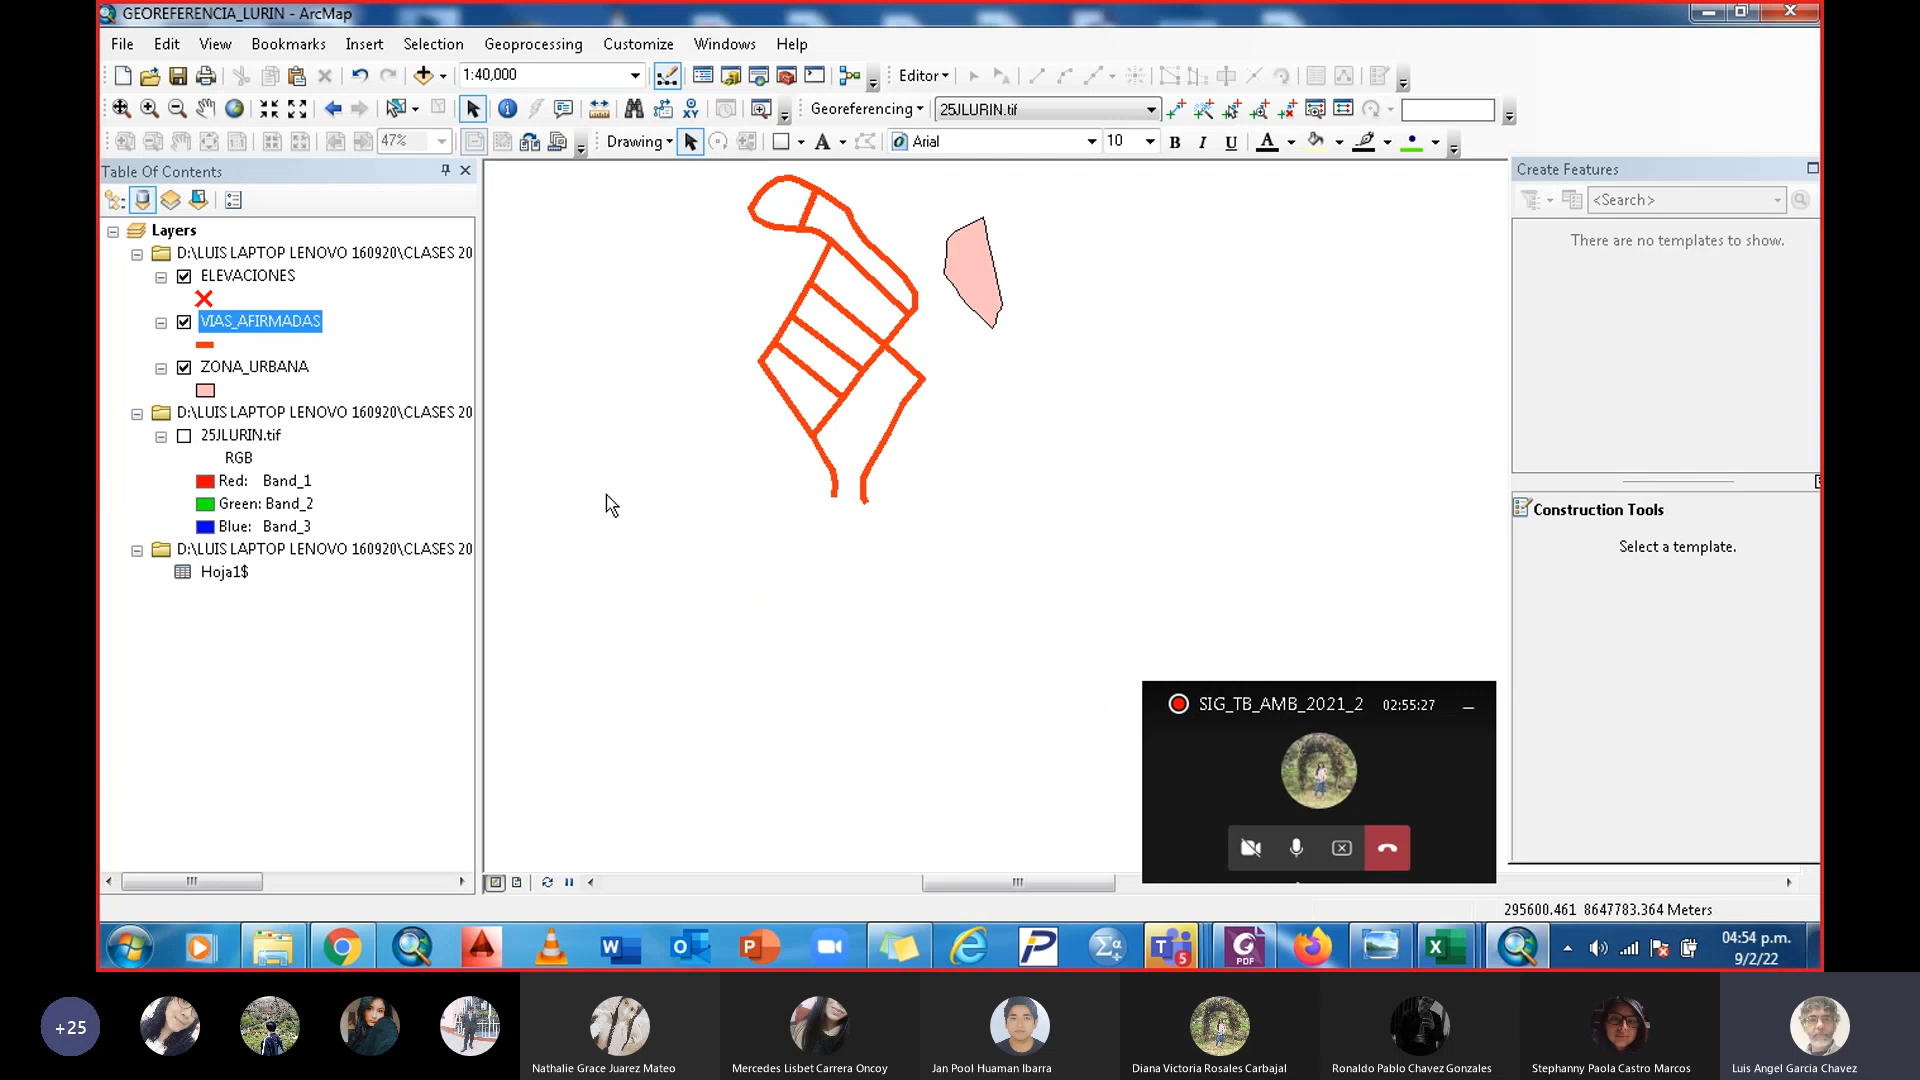 GEOREFERENCIA_LURIN - ArcMap
File Edit View Bookmarks Insert Selection Geoprocessing Customize Windows Help
1:40,000 Editor
Georeferencing 25JLURIN.tif
47% Drawing A Arial 10 B I U A
Table Of Contents
Create Features
<Search>
There are no templates to show.
Layers
D:\LUIS LAPTOP LENOVO 160920\CLASES 20
ELEVACIONES
VIAS_AFIRMADAS
ZONA_URBANA
D:\LUIS LAPTOP LENOVO 160920\CLASES 20
25JLURIN.tif
RGB
Red: Band_1
Green: Band_2
Blue: Band_3
D:\LUIS LAPTOP LENOVO 160920\CLASES 20
Hoja1$
Construction Tools
Select a template.
SIG_TB_AMB_2021_2 02:55:27
295600.461 8647783.364 Meters
04:54 p.m.
9/2/22
+25
Nathalie Grace Juarez Mateo
Mercedes Lisbet Carrera Oncoy
Jan Pool Huaman Ibarra
Diana Victoria Rosales Carbajal
Ronaldo Pablo Chavez Gonzales
Stephanny Paola Castro Marcos
Luis Angel Garcia Chavez